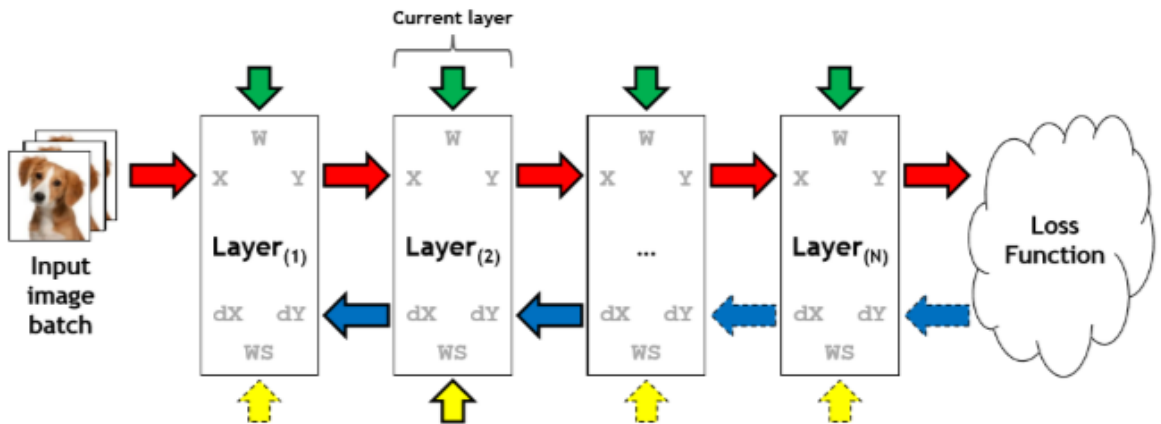 Current layer
W W W W
X Y X Y X Y X Y
Layer(1) Layer(2) ... Layer(N)
Loss
Function
Input
image
batch
dX dY dX dY dX dY dX dY
WS WS WS WS